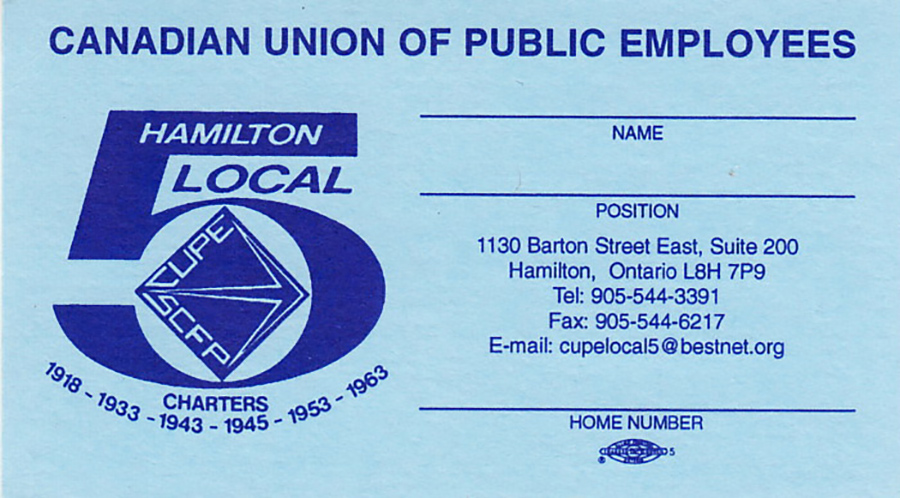 CANADIAN UNION OF PUBLIC EMPLOYEES
HAMILTON
LOCAL
5
CUPE
SCFP
CHARTERS
1918 - 1933 - 1943 - 1945 - 1953 - 1963
NAME
POSITION
1130 Barton Street East, Suite 200
Hamilton, Ontario L8H 7P9
Tel: 905-544-3391
Fax: 905-544-6217
E-mail: cupelocal5@bestnet.org
HOME NUMBER
® 5